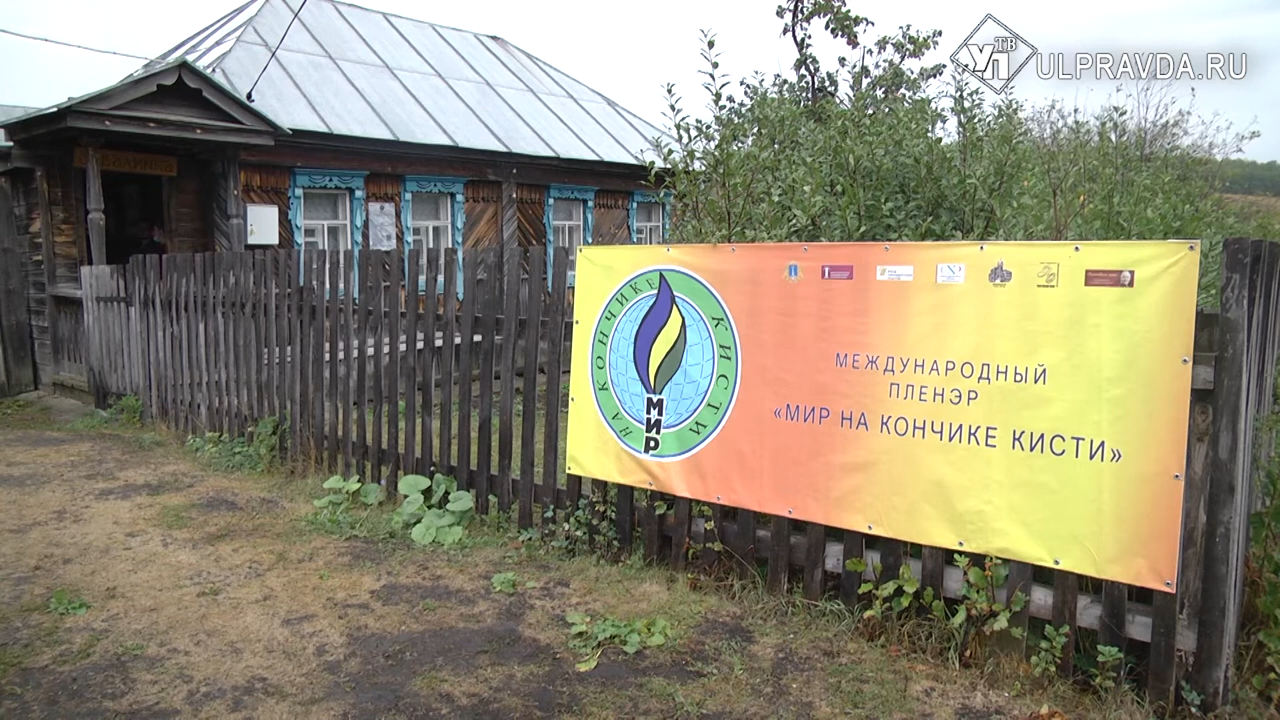 УП ТВ ULPRAVDA.RU
НА КОНЧИКЕ КИСТИ
МИР
МЕЖДУНАРОДНЫЙ
ПЛЕНЭР
«МИР НА КОНЧИКЕ КИСТИ»